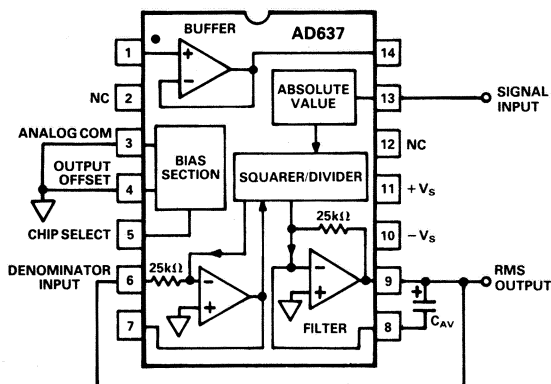 BUFFER
AD637
1
14
NC 2
ABSOLUTE
VALUE
13
SIGNAL
INPUT
ANALOG COM
3
12 NC
BIAS
SECTION
SQUARER/DIVIDER
OUTPUT
OFFSET
4
11 +VS
CHIP SELECT
5
25kΩ
10 -VS
DENOMINATOR
INPUT
6
25kΩ
9
RMS
OUTPUT
7
FILTER
8
CAV
+
-
-
+
-
+
+